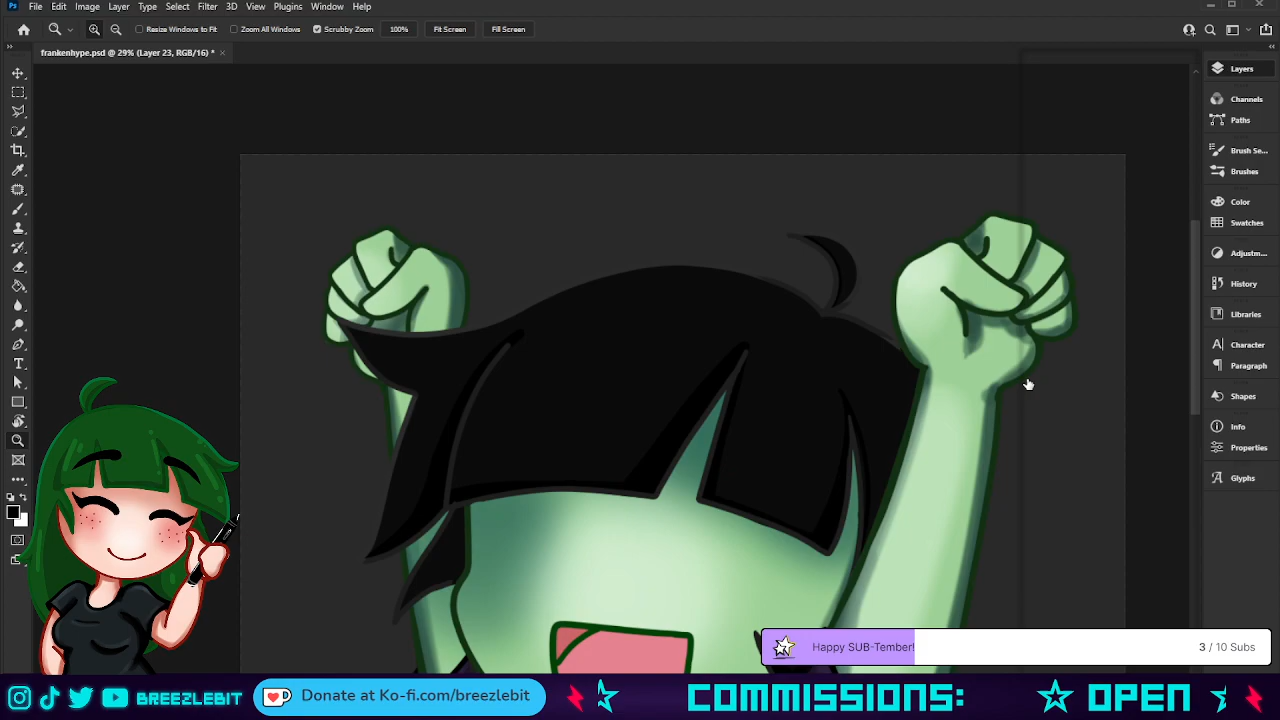 Ps File Edit Image Layer Type Select Filter 3D View Plugins Window Help
Resize Windows to Fit Zoom All Windows Scrubby Zoom 100% Fit Screen Fill Screen
frankenhype.psd @ 29% (Layer 23, RGB/16) * ×
Layers
Channels
Paths
Brush Se...
Brushes
Color
Swatches
Adjustm...
History
Libraries
Character
Paragraph
Shapes
Info
Properties
Glyphs
Happy SUB-Tember! 3 / 10 Subs
BREEZLEBIT Donate at Ko-fi.com/breezlebit COMMISSIONS: OPEN